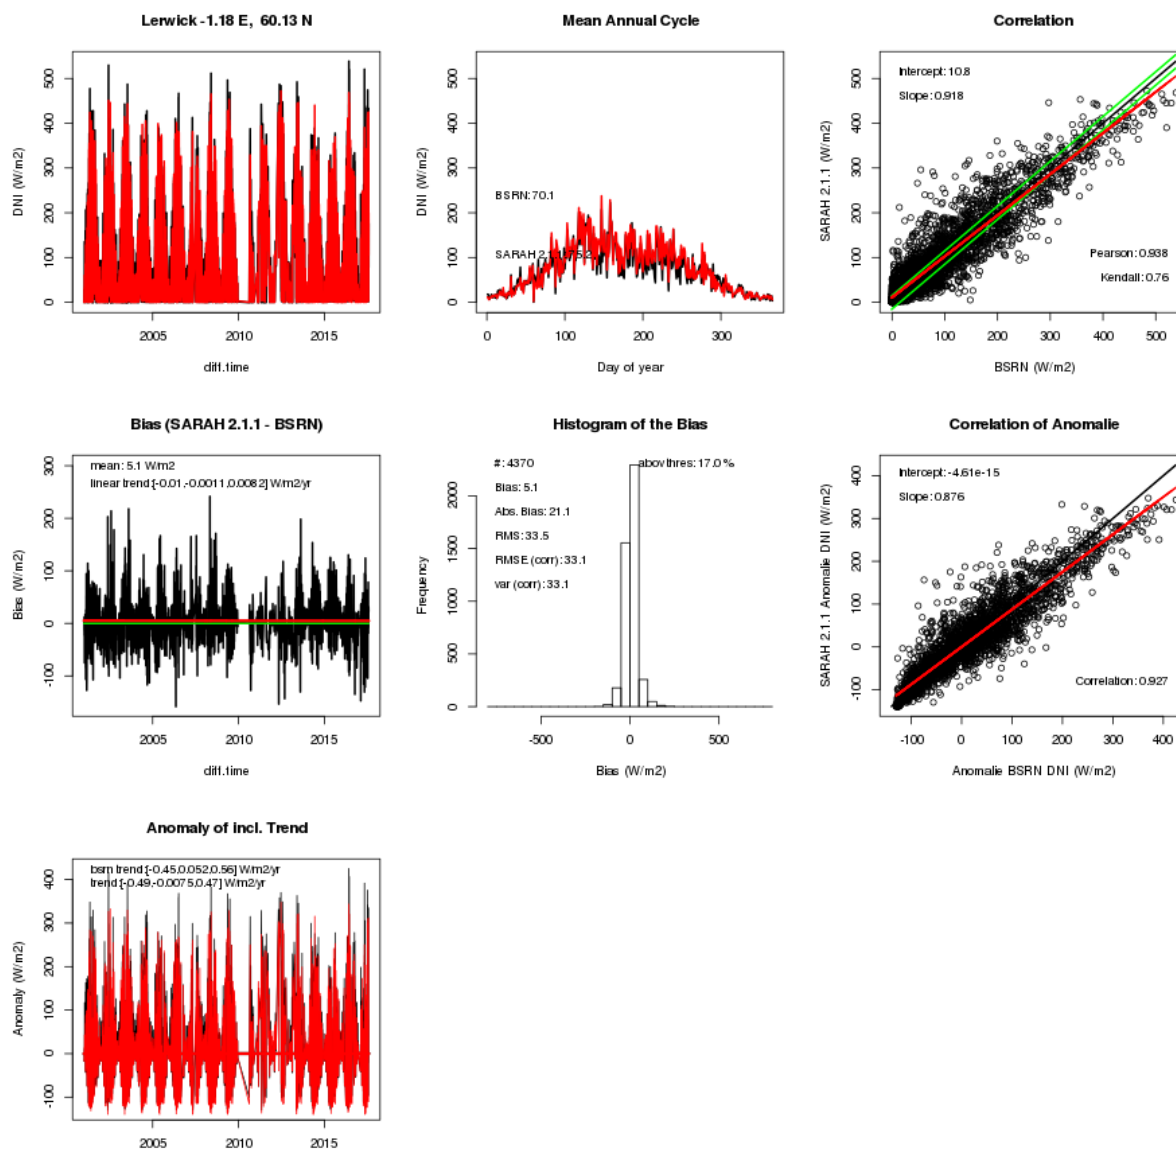 Lerwick -1.18 E, 60.13 N
DNI (W/m2)
0 100 200 300 400 500
2005 2010 2015
diff.time
Mean Annual Cycle
DNI (W/m2)
0 100 200 300 400 500
BSRN: 70.1
SARAH 2.1.1: 75.2
0 100 200 300
Day of year
Correlation
SARAH 2.1.1 (W/m2)
0 100 200 300 400 500
Intercept: 10.8
Slope: 0.918
Pearson: 0.938
Kendall: 0.76
0 100 200 300 400 500
BSRN (W/m2)
Bias (SARAH 2.1.1 - BSRN)
Bias (W/m2)
-100 0 100 200 300
mean: 5.1 W/m2
linear trend:[-0.01,-0.0011,0.0082] W/m2/yr
2005 2010 2015
diff.time
Histogram of the Bias
Frequency
0 500 1000 1500 2000
#: 4370
abovthres: 17.0 %
Bias: 5.1
Abs. Bias: 21.1
RMS: 33.5
RMSE (corr): 33.1
var (corr): 33.1
-500 0 500
Bias (W/m2)
Correlation of Anomalie
SARAH 2.1.1 Anomalie DNI (W/m2)
-100 0 100 200 300 400
Intercept: -4.61e-15
Slope: 0.876
Correlation: 0.927
-100 0 100 200 300 400
Anomalie BSRN DNI (W/m2)
Anomaly of incl. Trend
Anomaly (W/m2)
-100 0 100 200 300 400
bsrn trend:[-0.45,0.052,0.56] W/m2/yr
trend:[-0.49,-0.0075,0.47] W/m2/yr
2005 2010 2015